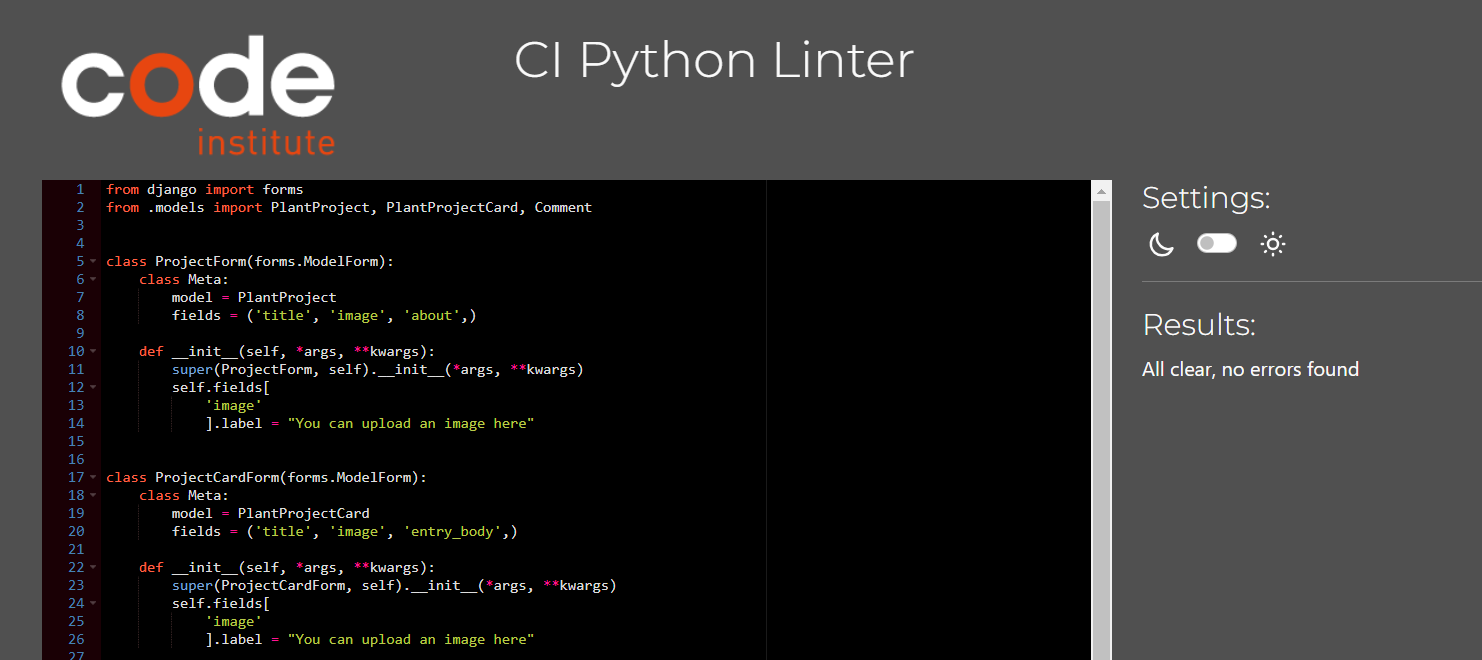 code
institute
CI Python Linter
1 from django import forms
2 from .models import PlantProject, PlantProjectCard, Comment
3
4
5 class ProjectForm(forms.ModelForm):
6     class Meta:
7         model = PlantProject
8         fields = ('title', 'image', 'about',)
9
10     def __init__(self, *args, **kwargs):
11         super(ProjectForm, self).__init__(*args, **kwargs)
12         self.fields[
13             'image'
14             ].label = "You can upload an image here"
15
16
17 class ProjectCardForm(forms.ModelForm):
18     class Meta:
19         model = PlantProjectCard
20         fields = ('title', 'image', 'entry_body',)
21
22     def __init__(self, *args, **kwargs):
23         super(ProjectCardForm, self).__init__(*args, **kwargs)
24         self.fields[
25             'image'
26             ].label = "You can upload an image here"
27
Settings:
Results:
All clear, no errors found